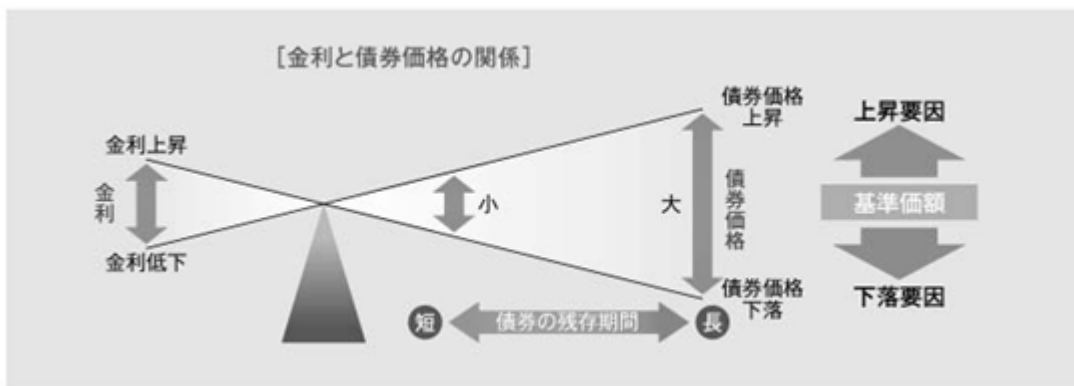 [金利と債券価格の関係]
金利上昇
金利
金利低下
小
大
債券価格
上昇
債券価格
債券価格
下落
短
債券の残存期間
長
上昇要因
基準価額
下落要因